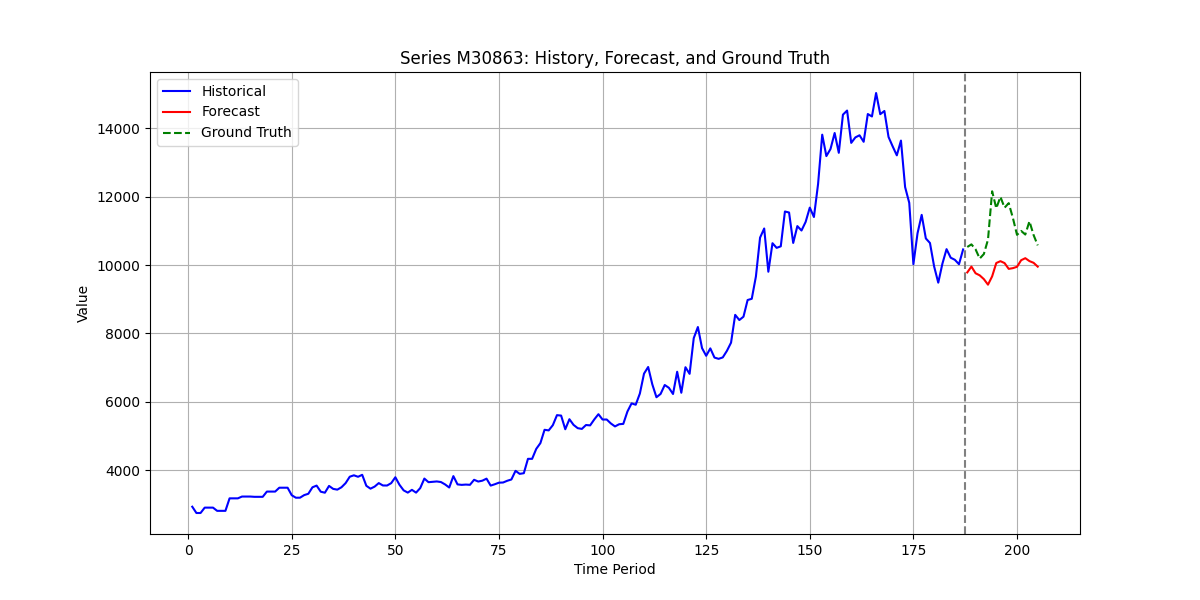 Series M30863: History, Forecast, and Ground Truth
Historical
Forecast
Ground Truth
14000
12000
10000
8000
6000
4000
Value
0 25 50 75 100 125 150 175 200
Time Period